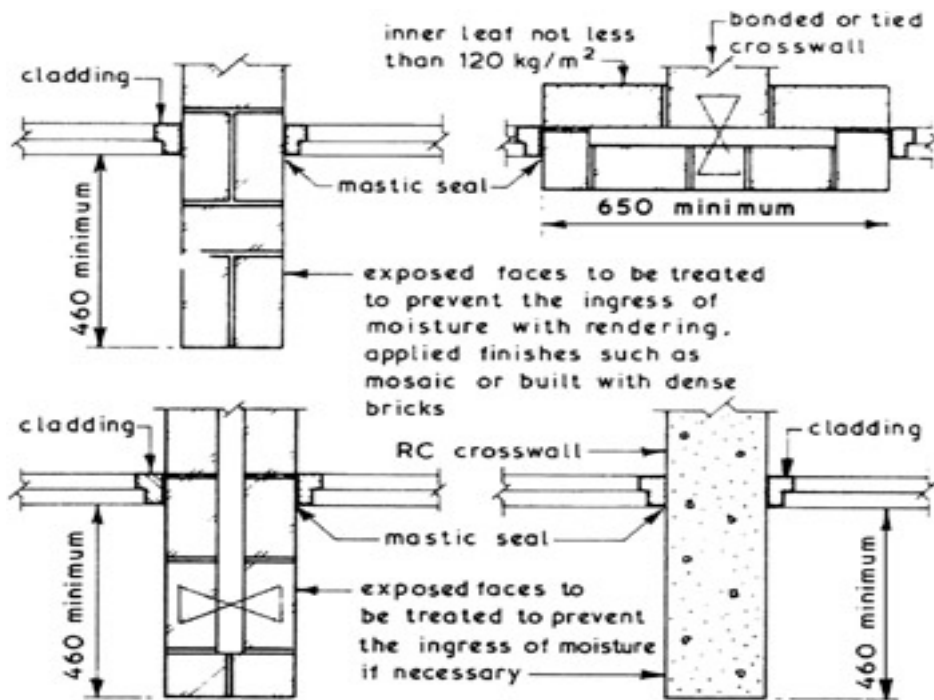 bonded or tied
crosswall
inner leaf not less
than 120 kg/m²
cladding
mastic seal
650 minimum
460 minimum
exposed faces to be treated
to prevent the ingress of
moisture with rendering,
applied finishes such as
mosaic or built with dense
bricks
cladding
RC crosswall
cladding
mastic seal
460 minimum
exposed faces to
be treated to prevent
the ingress of moisture
if necessary
460 minimum